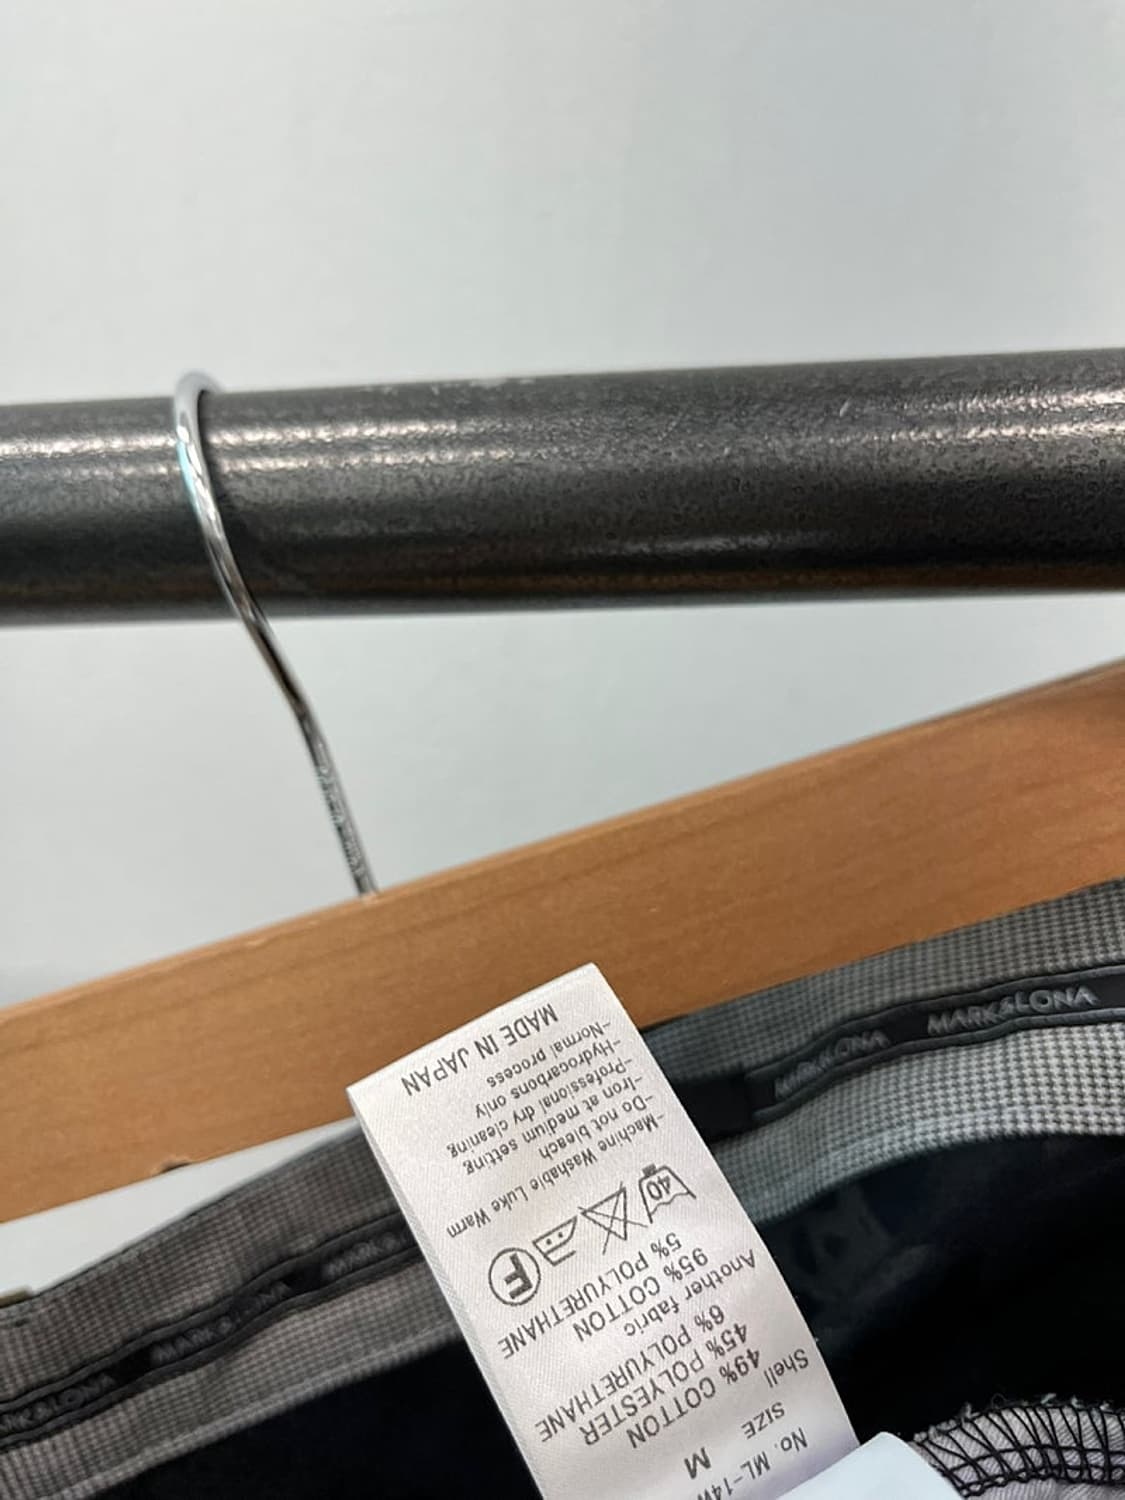 No. ML-14W
SIZE M
Shell
49% COTTON
45% POLYESTER
6% POLYURETHANE
Another fabric
95% COTTON
5% POLYURETHANE
40 F
-Machine Washable Luke Warm
-Do not bleach
-Iron at medium setting
-Professional dry cleaning
-Hydrocarbons only
-Normal process
MADE IN JAPAN
MARK&LONA
MARK&LONA
MARK&LONA
MARK&LONA